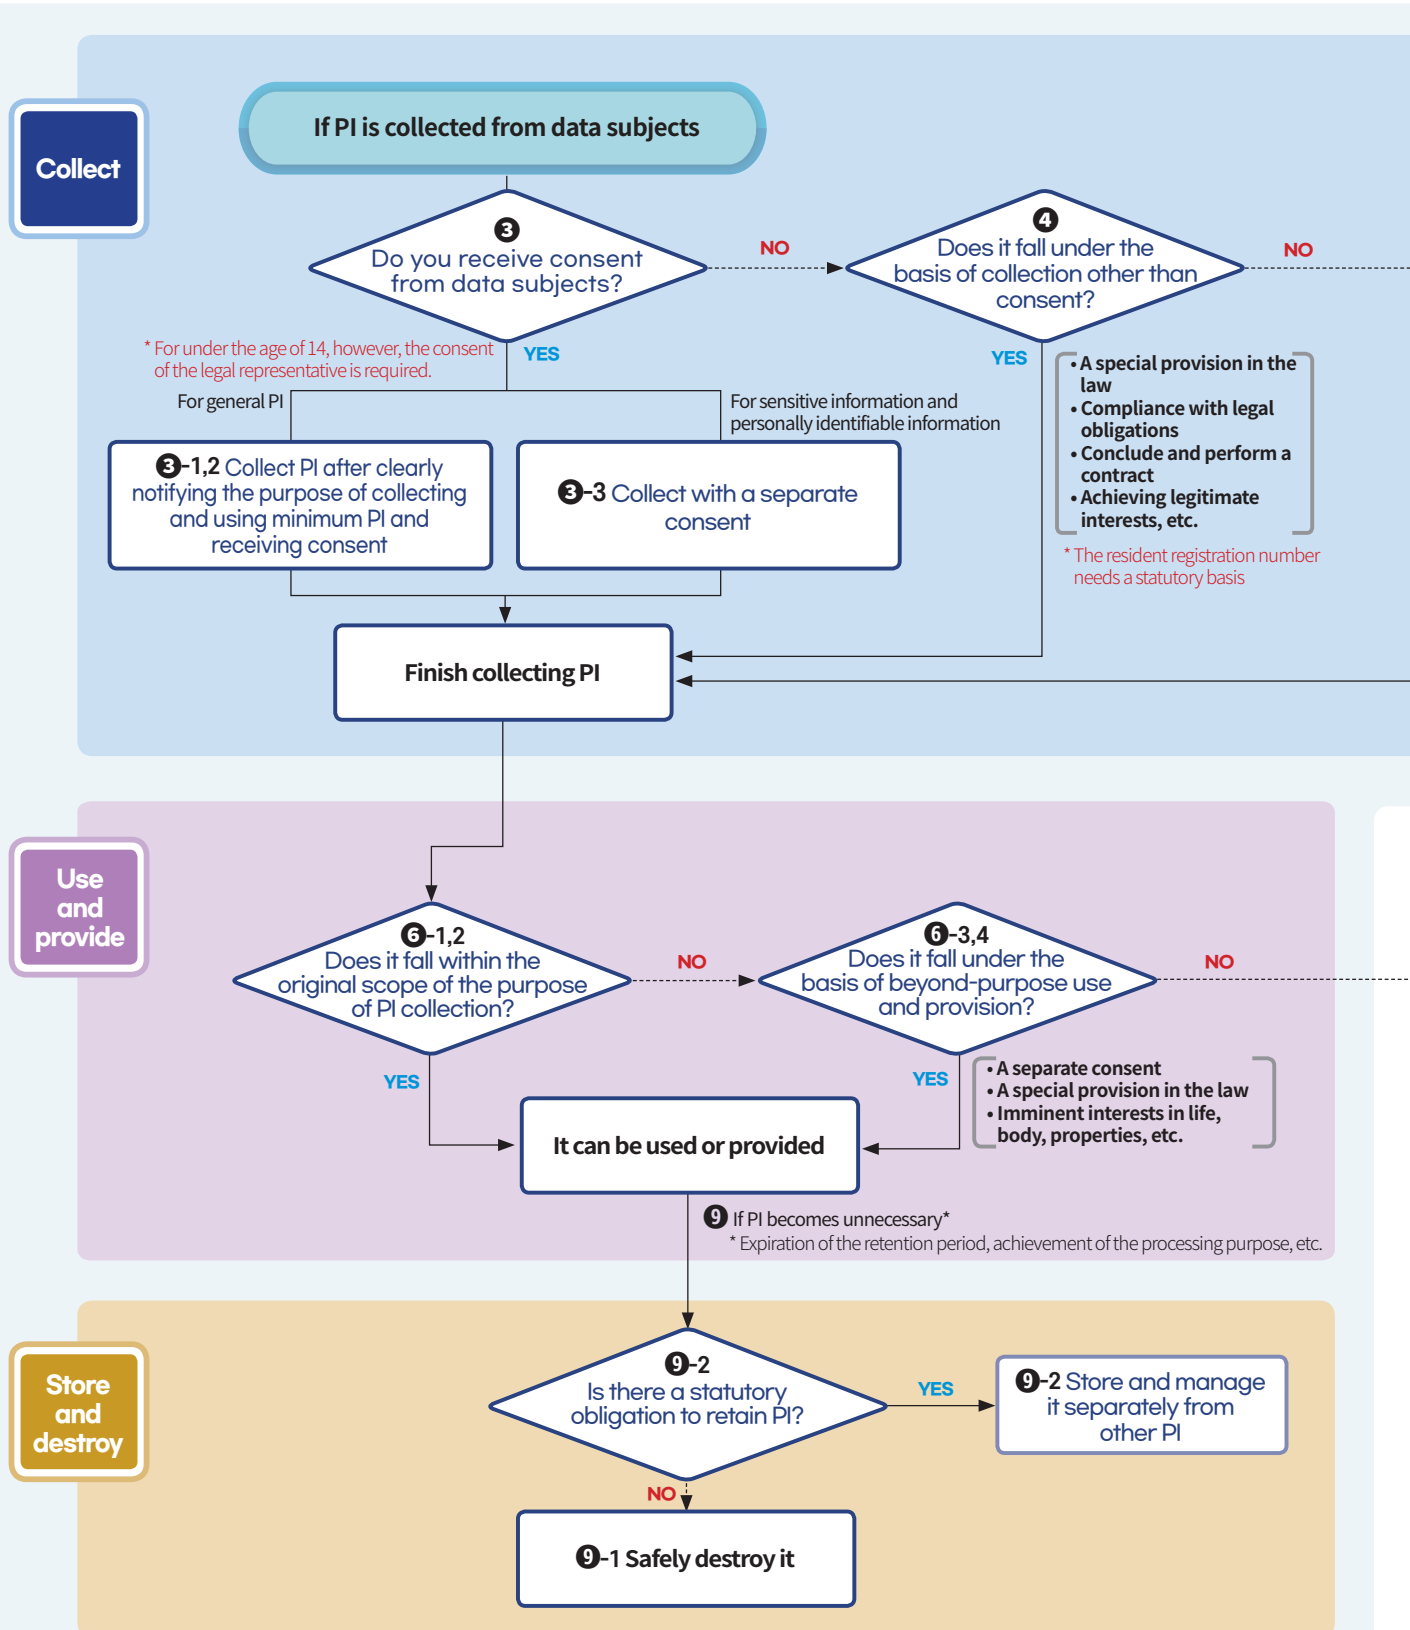 Collect
If PI is collected from data subjects
❸
Do you receive consent
from data subjects?
NO
❹
Does it fall under the
basis of collection other than
consent?
NO
* For under the age of 14, however, the consent
of the legal representative is required.
YES
YES
• A special provision in the
law
• Compliance with legal
obligations
• Conclude and perform a
contract
• Achieving legitimate
interests, etc.
* The resident registration number
needs a statutory basis
For general PI
For sensitive information and
personally identifiable information
❸-1,2 Collect PI after clearly
notifying the purpose of collecting
and using minimum PI and
receiving consent
❸-3 Collect with a separate
consent
Finish collecting PI
Use
and
provide
❻-1,2
Does it fall within the
original scope of the purpose
of PI collection?
NO
❻-3,4
Does it fall under the
basis of beyond-purpose use
and provision?
NO
YES
YES
• A separate consent
• A special provision in the law
• Imminent interests in life,
body, properties, etc.
It can be used or provided
❾ If PI becomes unnecessary*
* Expiration of the retention period, achievement of the processing purpose, etc.
Store
and
destroy
❾-2
Is there a statutory
obligation to retain PI?
YES
❾-2 Store and manage
it separately from
other PI
NO
❾-1 Safely destroy it